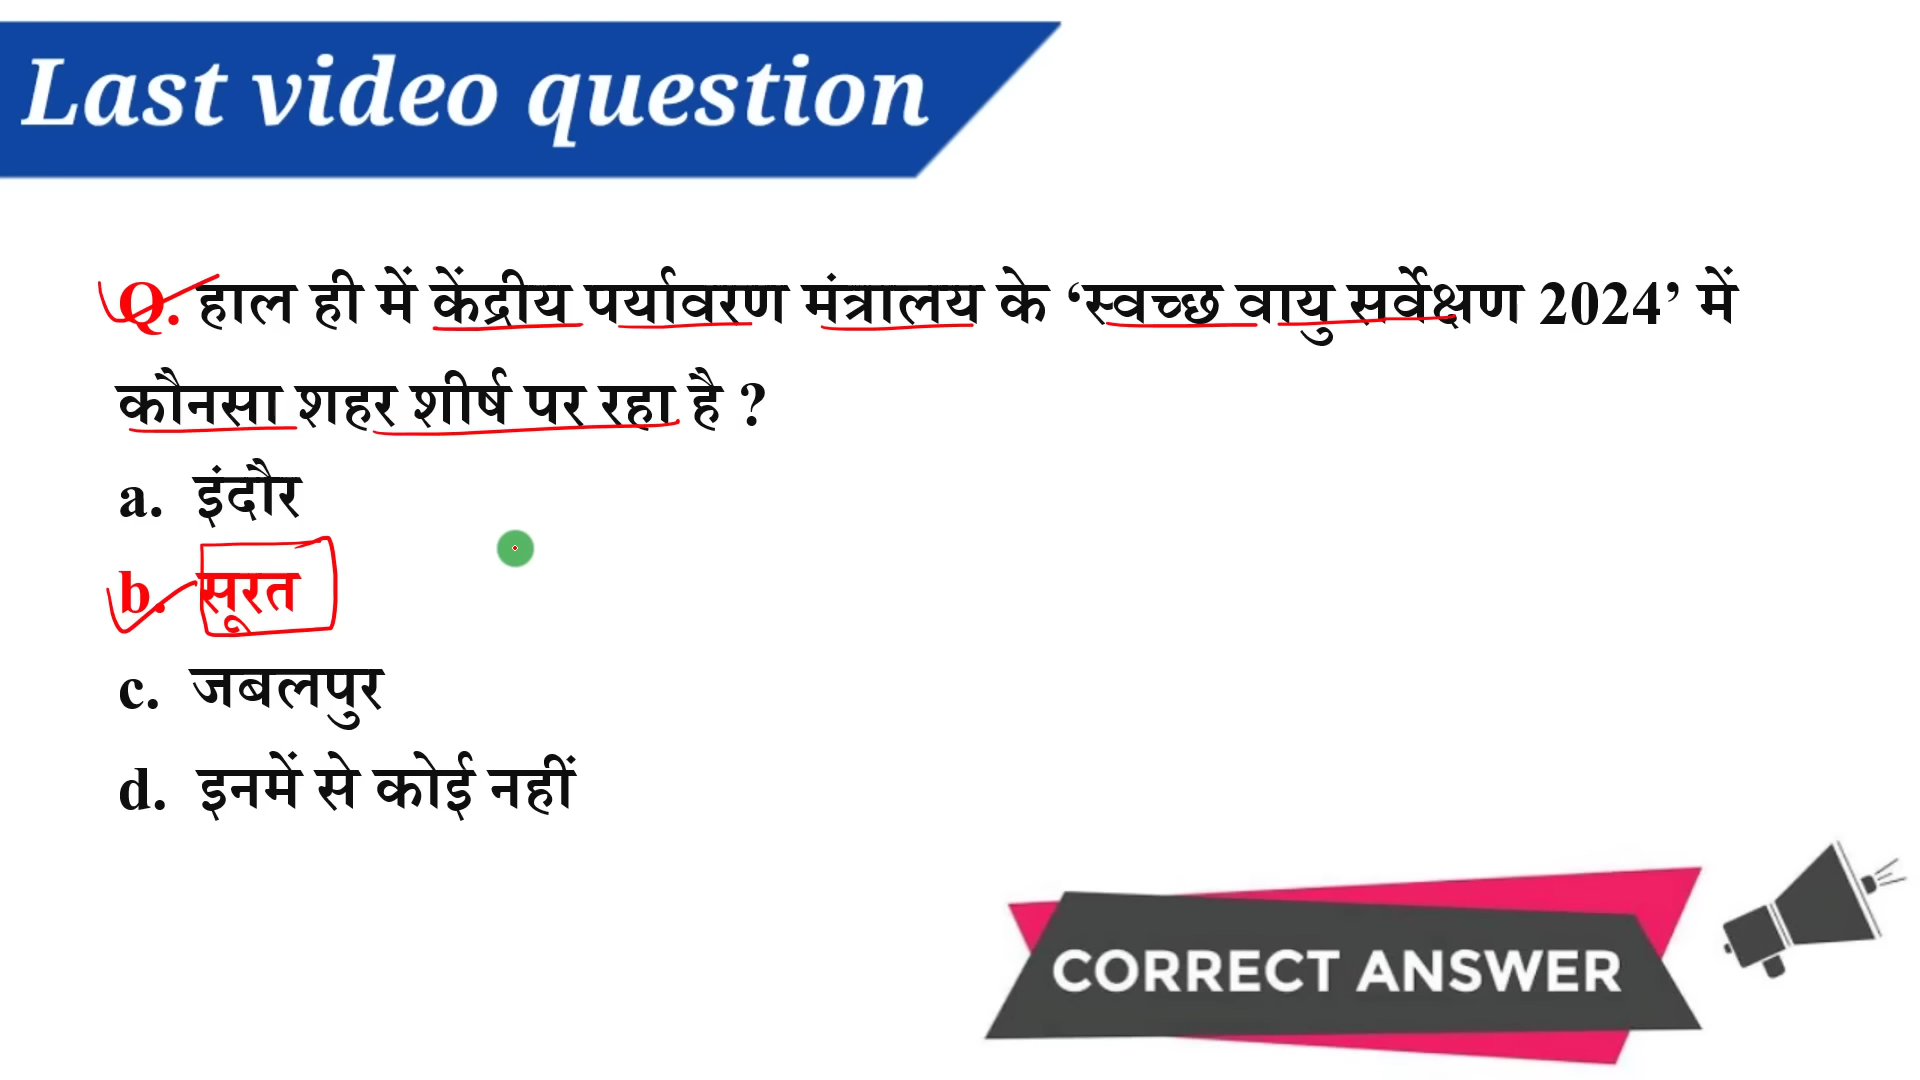 Last video question
Q. हाल ही में केंद्रीय पर्यावरण मंत्रालय के ‘स्वच्छ वायु सर्वेक्षण 2024’ में
कौनसा शहर शीर्ष पर रहा है ?
a. इंदौर
b. सूरत
c. जबलपुर
d. इनमें से कोई नहीं
CORRECT ANSWER